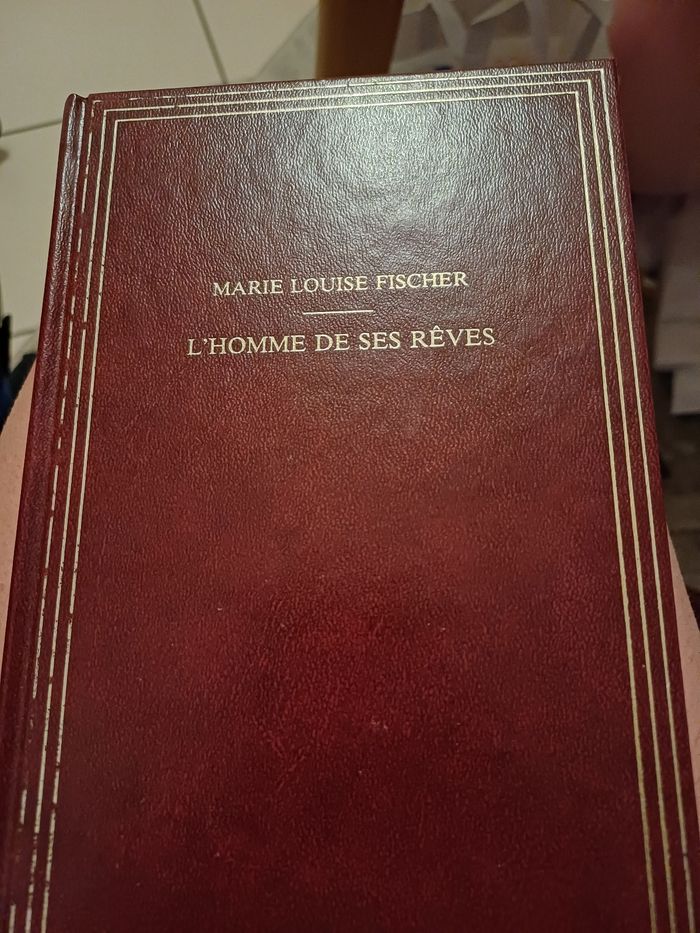 MARIE LOUISE FISCHER
L'HOMME DE SES RÊVES